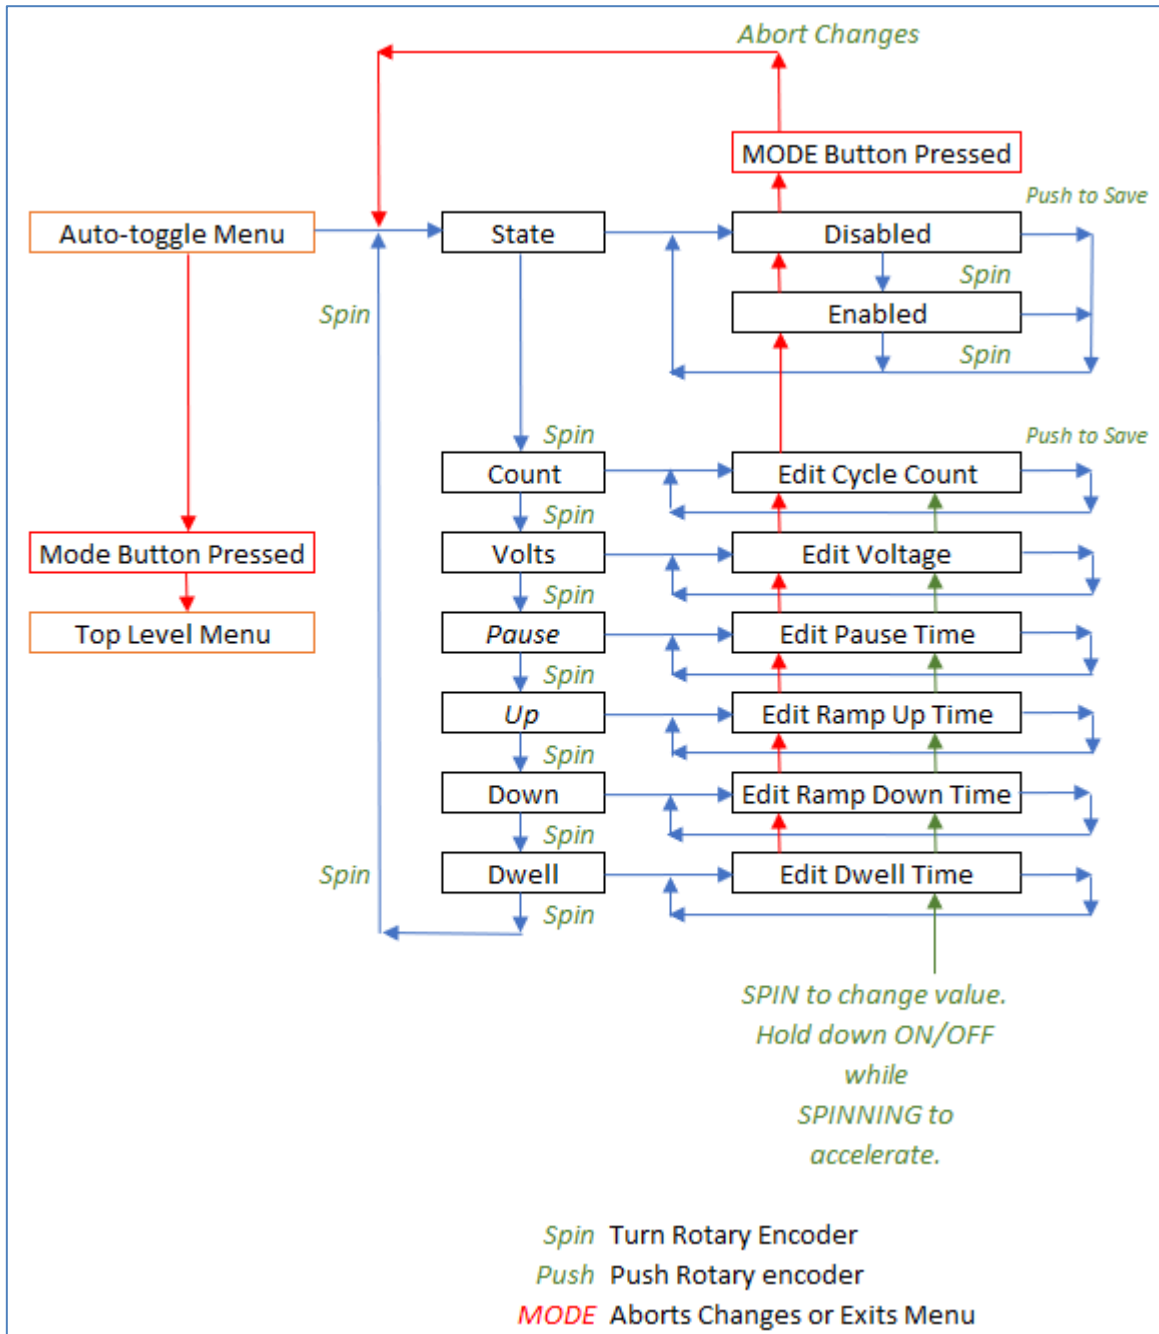 Abort Changes
MODE Button Pressed
Push to Save
Auto-toggle Menu
State
Disabled
Spin
Spin
Enabled
Spin
Spin
Push to Save
Count
Edit Cycle Count
Spin
Mode Button Pressed
Volts
Edit Voltage
Spin
Top Level Menu
Pause
Edit Pause Time
Spin
Up
Edit Ramp Up Time
Spin
Down
Edit Ramp Down Time
Spin
Spin
Dwell
Edit Dwell Time
Spin
SPIN to change value.
Hold down ON/OFF
while
SPINNING to
accelerate.
Spin Turn Rotary Encoder
Push Push Rotary encoder
MODE Aborts Changes or Exits Menu